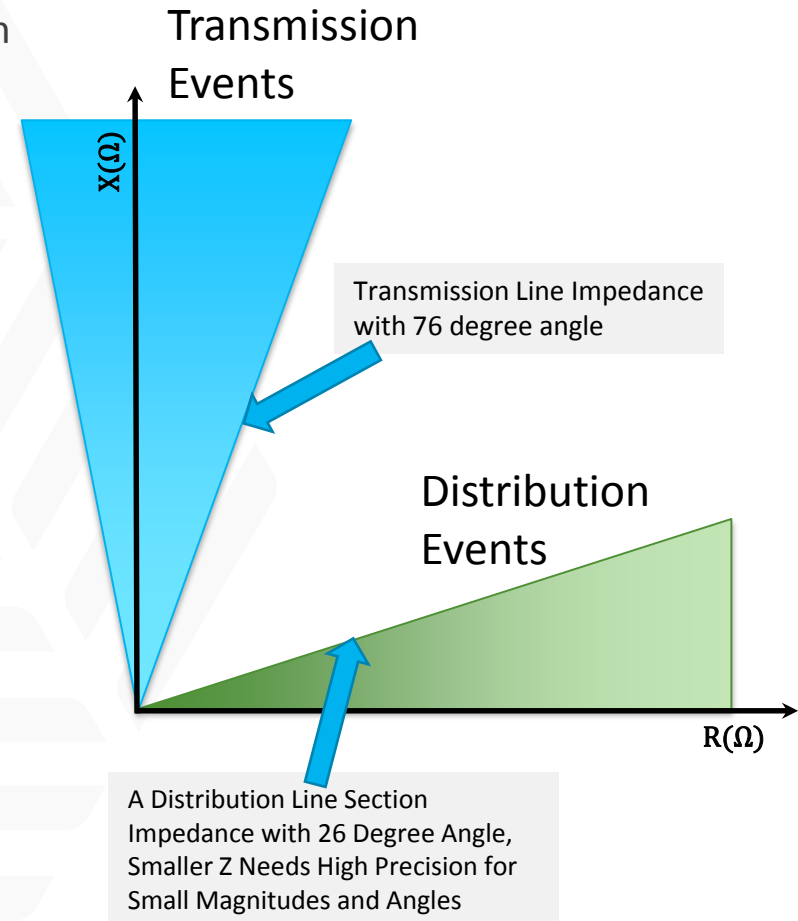 n
Transmission
Events
X(Ω)
Transmission Line Impedance
with 76 degree angle
Distribution
Events
R(Ω)
A Distribution Line Section
Impedance with 26 Degree Angle,
Smaller Z Needs High Precision for
Small Magnitudes and Angles